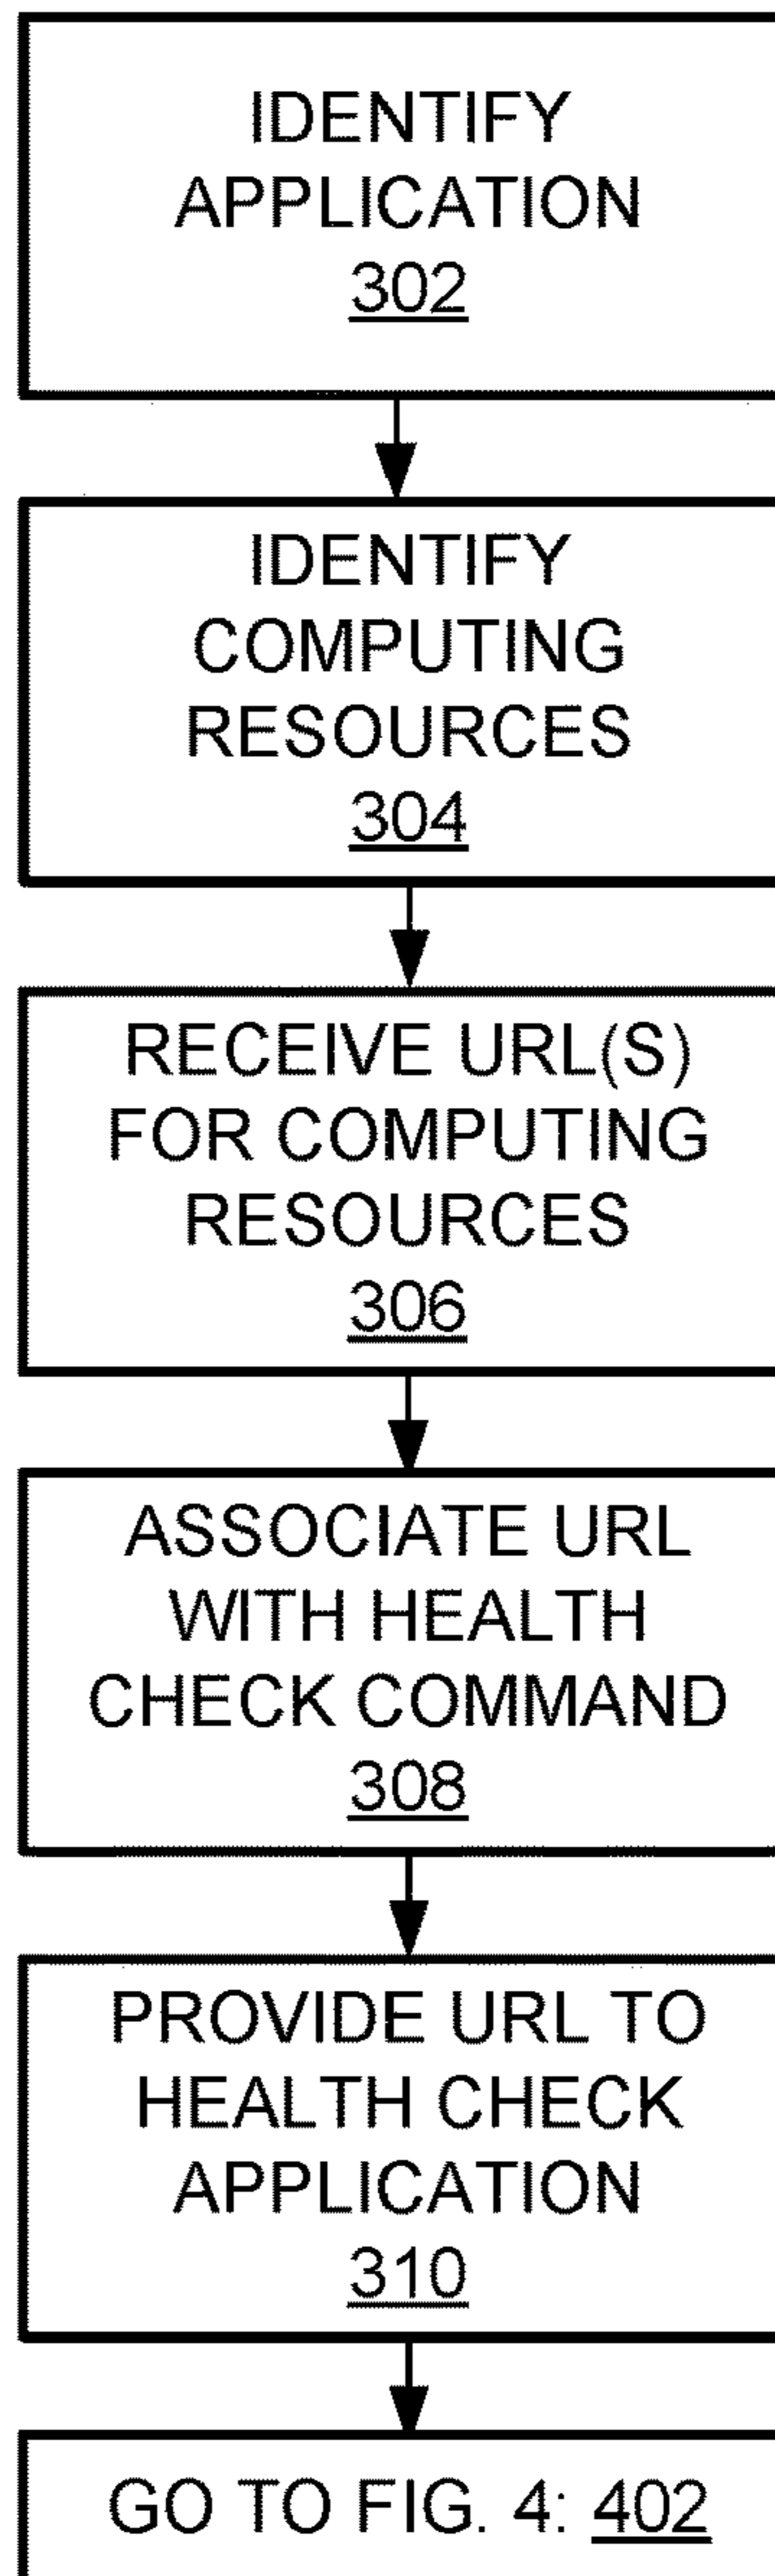 IDENTIFY
APPLICATION
302
IDENTIFY
COMPUTING
RESOURCES
304
RECEIVE URL(S)
FOR COMPUTING
RESOURCES
306
ASSOCIATE URL
WITH HEALTH
CHECK COMMAND
308
PROVIDE URL TO
HEALTH CHECK
APPLICATION
310
GO TO FIG. 4: 402